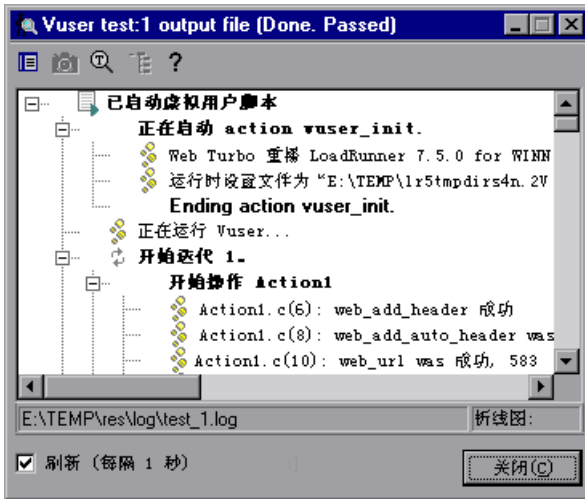 Vuser test:1 output file (Done. Passed)
已自动虚拟用户脚本
正在启动 action vuser_init.
Web Turbo 重播 LoadRunner 7.5.0 for WINN
运行时设置文件为 "E:\TEMP\lr5tmpdirs4n.2V
Ending action vuser_init.
正在运行 Vuser...
开始迭代 1.
开始操作 Action1
Action1.c(6): web_add_header 成功
Action1.c(8): web_add_auto_header was
Action1.c(10): web_url was 成功, 583
E:\TEMP\res\log\test_1.log
折线图:
刷新 (每隔 1 秒)
关闭(C)